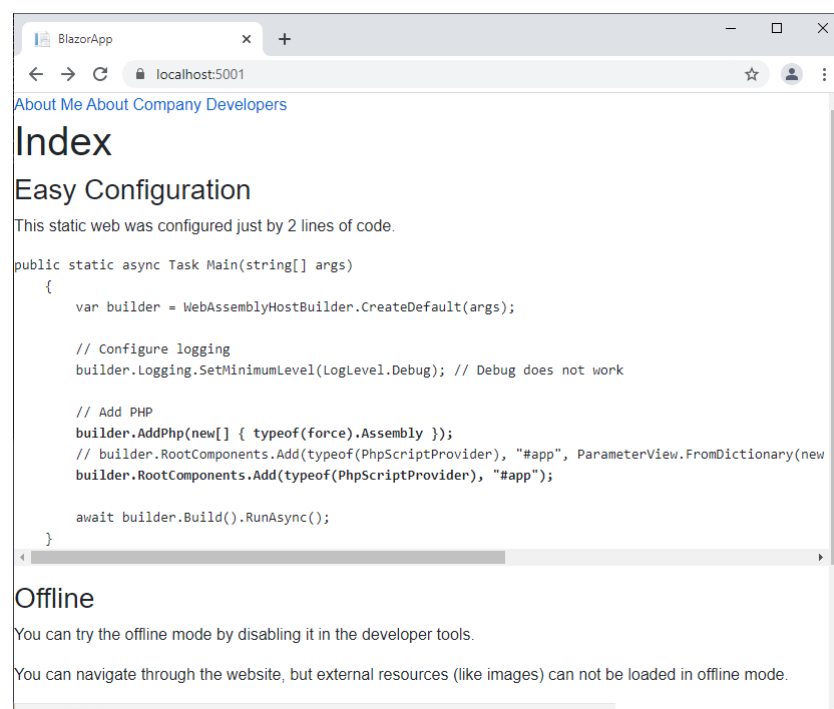 BlazorApp
localhost:5001
About Me About Company Developers
Index
Easy Configuration
This static web was configured just by 2 lines of code.
public static async Task Main(string[] args)
{
var builder = WebAssemblyHostBuilder.CreateDefault(args);
// Configure logging
builder.Logging.SetMinimumLevel(LogLevel.Debug); // Debug does not work
// Add PHP
builder.AddPhp(new[] { typeof(force).Assembly });
// builder.RootComponents.Add(typeof(PhpScriptProvider), "#app", ParameterView.FromDictionary(new
builder.RootComponents.Add(typeof(PhpScriptProvider), "#app");
await builder.Build().RunAsync();
}
Offline
You can try the offline mode by disabling it in the developer tools.
You can navigate through the website, but external resources (like images) can not be loaded in offline mode.